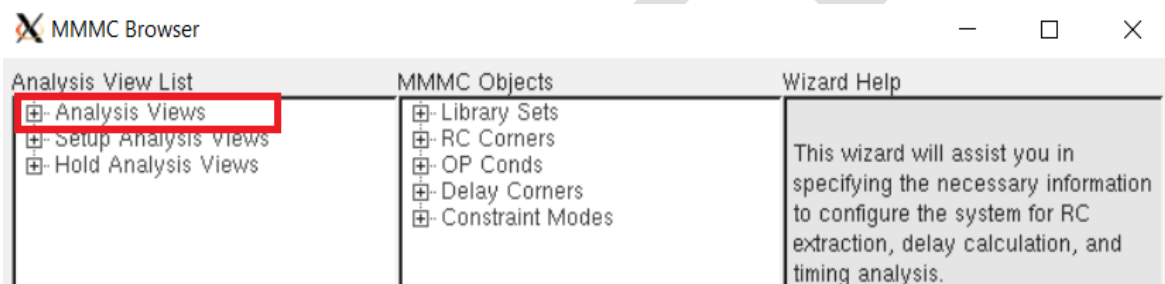 MMMC Browser
Analysis View List
Analysis Views
Setup Analysis Views
Hold Analysis Views
MMMC Objects
Library Sets
RC Corners
OP Conds
Delay Corners
Constraint Modes
Wizard Help
This wizard will assist you in
specifying the necessary information
to configure the system for RC
extraction, delay calculation, and
timing analysis.